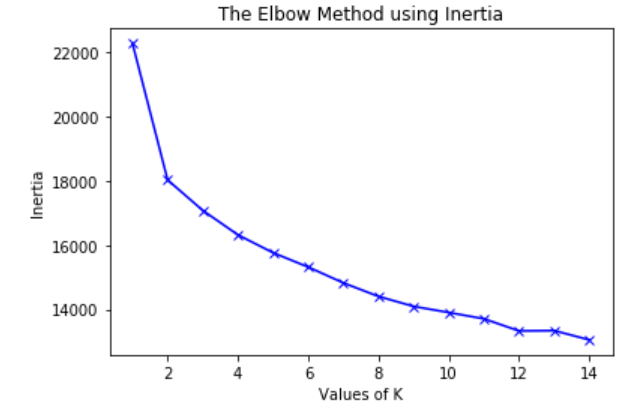 The Elbow Method using Inertia
22000
20000
18000
16000
14000
Inertia
2 4 6 8 10 12 14
Values of K